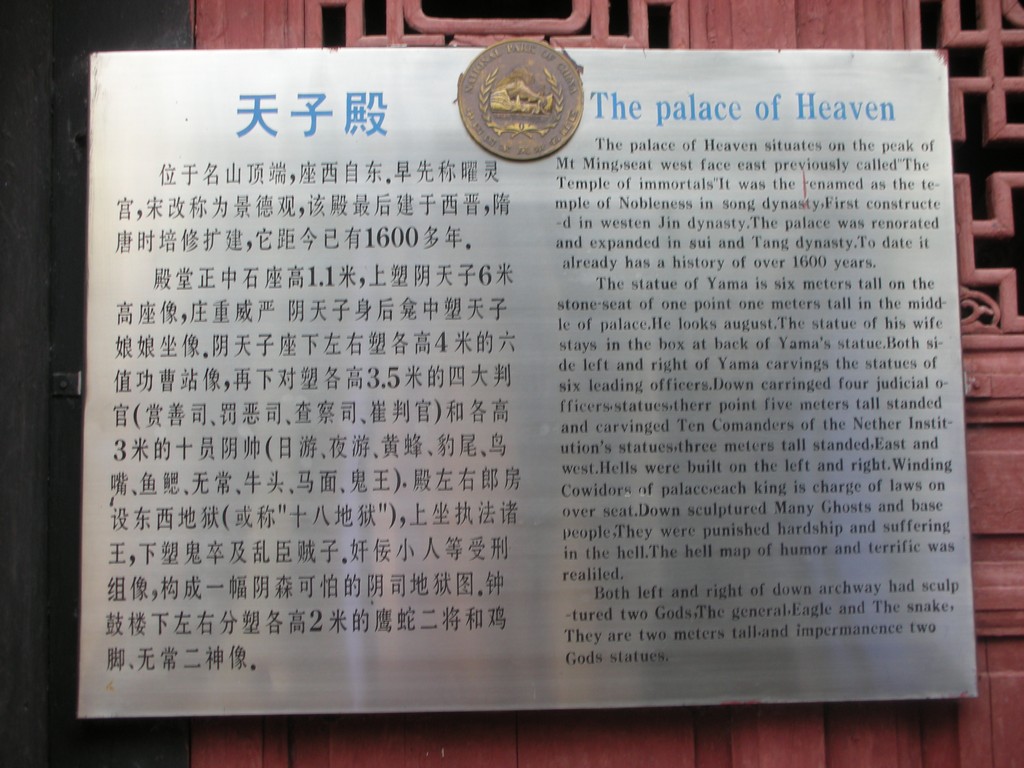 天子殿
位于名山顶端,座西自东.早先称曜灵
宫,宋改称为景德观,该殿最后建于西晋,隋
唐时培修扩建,它距今已有1600多年.
殿堂正中石座高1.1米,上塑阴天子6米
高座像,庄重威严 阴天子身后龛中塑天子
娘娘坐像.阴天子座下左右塑各高4米的六
值功曹站像,再下对塑各高3.5米的四大判
官(赏善司、罚恶司、查察司、崔判官)和各高
3米的十员阴帅(日游、夜游、黄蜂、豹尾、鸟
嘴、鱼鳃、无常、牛头、马面、鬼王).殿左右郎房
设东西地狱(或称"十八地狱"),上坐执法诸
王,下塑鬼卒及乱臣贼子.奸佞小人等受刑
组像,构成一幅阴森可怕的阴司地狱图.钟
鼓楼下左右分塑各高2米的鹰蛇二将和鸡
脚、无常二神像.
NATIONAL PARK OF CHINA
The palace of Heaven
The palace of Heaven situates on the peak of
Mt Ming,seat west face east previously called"The
Temple of immortals"It was the renamed as the te-
mple of Nobleness in song dynasty,First constructe
-d in westen Jin dynasty.The palace was renorated
and expanded in sui and Tang dynasty.To date it
already has a history of over 1600 years.
The statue of Yama is six meters tall on the
stone-seat of one point one meters tall in the midd-
le of palace.He looks august.The statue of his wife
stays in the box at back of Yama's statue.Both si-
de left and right of Yama carvings the statues of
six leading officers.Down carringed four judicial o-
fficers,statues,therr point five meters tall standed
and carvinged Ten Comanders of the Nether Instit-
ution's statues,three meters tall standed,East and
west.Hells were built on the left and right.Winding
Cowidors of palace,each king is charge of laws on
over seat.Down sculptured Many Ghosts and base
people.They were punished hardship and suffering
in the hell.The hell map of humor and terrific was
realiled.
Both left and right of down archway had sculp
-tured two Gods,The general,Eagle and The snake,
They are two meters tall,and impermanence two
Gods statues.